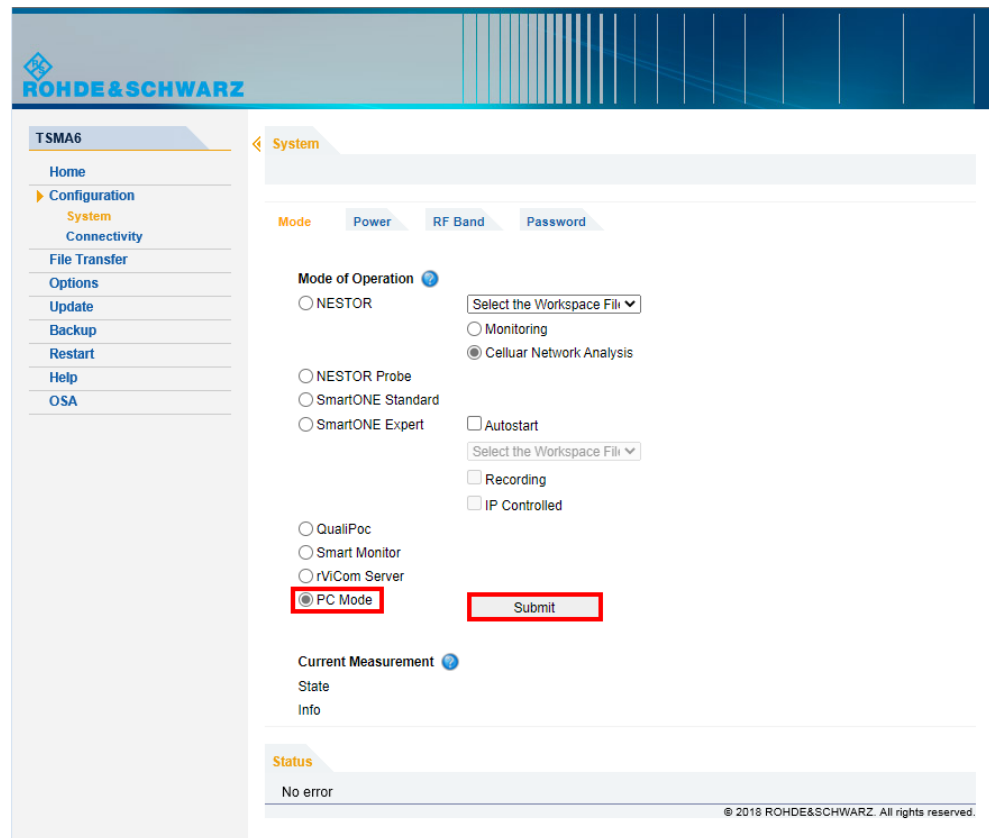 ROHDE&SCHWARZ
TSMA6
Home
Configuration
System
Connectivity
File Transfer
Options
Update
Backup
Restart
Help
OSA
System
Mode Power RF Band Password
Mode of Operation
NESTOR Select the Workspace Fil
Monitoring
Celluar Network Analysis
NESTOR Probe
SmartONE Standard
SmartONE Expert Autostart
Select the Workspace Fil
Recording
IP Controlled
QualiPoc
Smart Monitor
rViCom Server
PC Mode Submit
Current Measurement
State
Info
Status
No error
© 2018 ROHDE&SCHWARZ. All rights reserved.